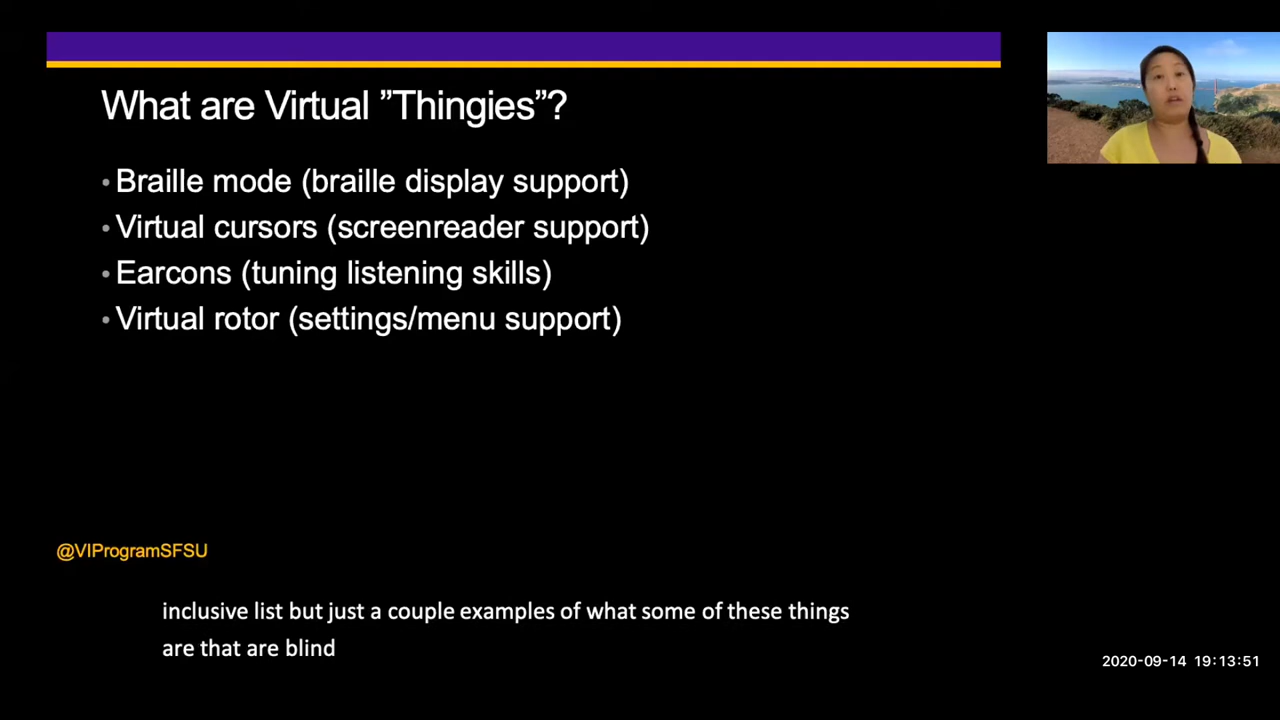 What are Virtual ”Thingies”?
• Braille mode (braille display support)
• Virtual cursors (screenreader support)
• Earcons (tuning listening skills)
• Virtual rotor (settings/menu support)
@VIProgramSFSU
inclusive list but just a couple examples of what some of these things
are that are blind
2020-09-14 19:13:51